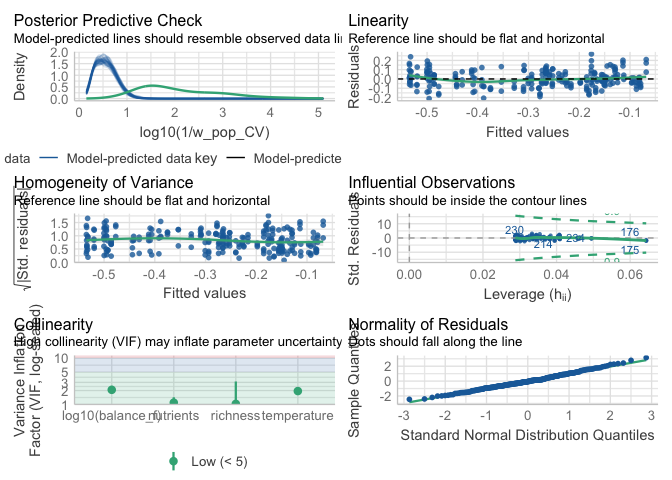 Posterior Predictive Check
Model-predicted lines should resemble observed data li
Density
2.0
1.5
1.0
0.5
0.0
0 1 2 3 4 5
log10(1/w_pop_CV)
data Model-predicted data key Model-predicte
Linearity
Reference line should be flat and horizontal
Residuals
0.2
0.1
0.0
-0.1
-0.2
-0.5 -0.4 -0.3 -0.2 -0.1
Fitted values
Homogeneity of Variance
Reference line should be flat and horizontal
√|Std. residuals|
1.5
1.0
0.5
0.0
-0.5 -0.4 -0.3 -0.2 -0.1
Fitted values
Influential Observations
Points should be inside the contour lines
Std. Residuals
10
0
-10
230
214
234
176
175
0.00 0.02 0.04 0.06
Leverage (hᵢᵢ)
Collinearity
High collinearity (VIF) may inflate parameter uncertainty
Variance Inflation
Factor (VIF, log-scaled)
10
5
3
2
1
log10(balance_f) nutrients richness temperature
Low (< 5)
Normality of Residuals
Dots should fall along the line
Sample Quantiles
2
0
-2
-3 -2 -1 0 1 2 3
Standard Normal Distribution Quantiles